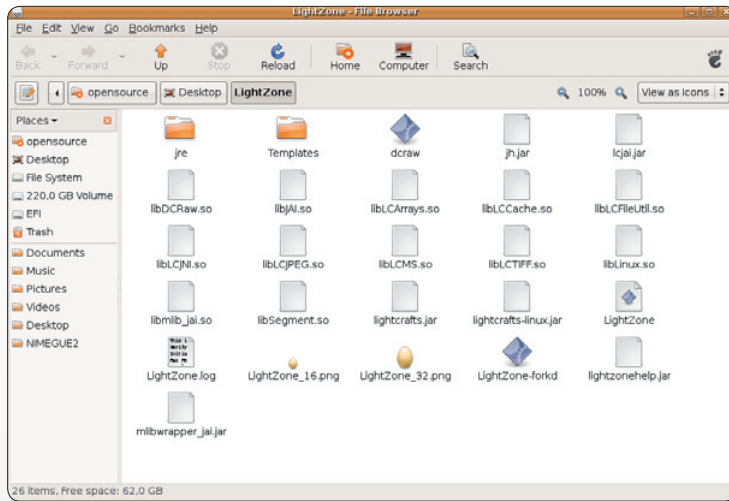 LightZone - File Browser
File Edit View Go Bookmarks Help
Back Forward Up Stop Reload Home Computer Search
opensource Desktop LightZone 100% View as Icons
Places
opensource
Desktop
File System
220,0 GB Volume
EFI
Trash
Documents
Music
Pictures
Videos
Desktop
NIMEGUE2
jre Templates dcraw jh.jar lcjai.jar
libDCRaw.so libJAI.so libLCArrays.so libLCCache.so libLCFileUtil.so
libLCJNI.so libLCJPEG.so libLCMS.so libLCTIFF.so libLinux.so
libmlib_jai.so libSegment.so lightcrafts.jar lightcrafts-linux.jar LightZone
LightZone.log LightZone_16.png LightZone_32.png LightZone-forkd lightzonehelp.jar
mlibwrapper_jai.jar
26 items, Free space: 62,0 GB